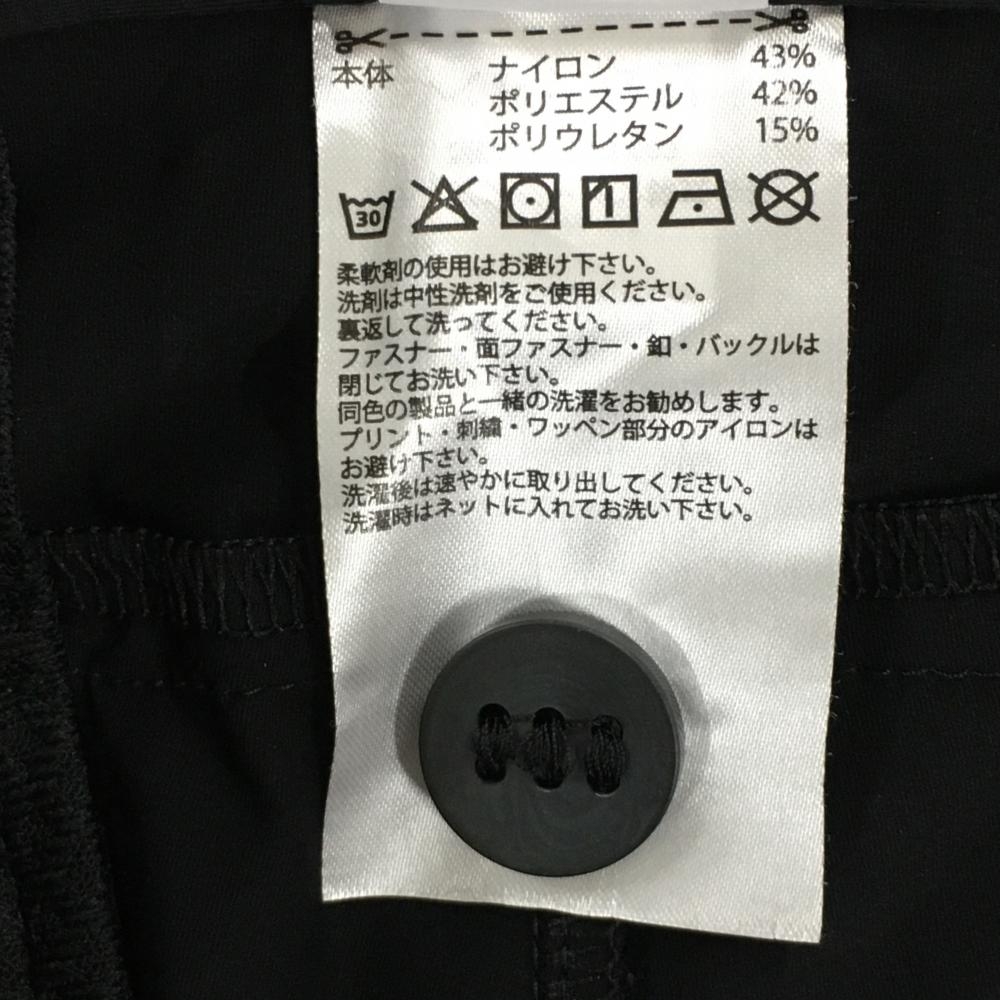 本体 ナイロン 43%
ポリエステル 42%
ポリウレタン 15%
30
柔軟剤の使用はお避け下さい。
洗剤は中性洗剤をご使用ください。
裏返して洗ってください。
ファスナー・面ファスナー・釦・バックルは
閉じてお洗い下さい。
同色の製品と一緒の洗濯をお勧めします。
プリント・刺繍・ワッペン部分のアイロンは
お避け下さい。
洗濯後は速やかに取り出してください。
洗濯時はネットに入れてお洗い下さい。